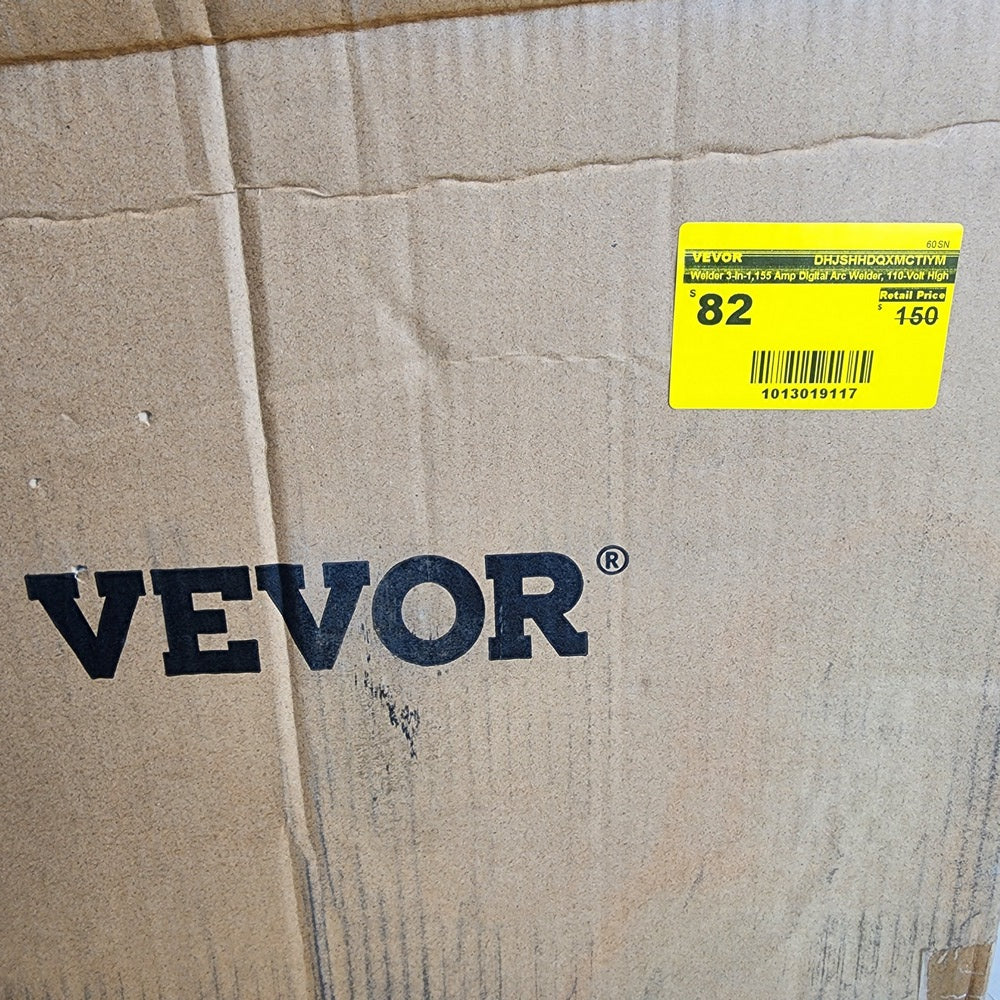 60SN
VEVOR DHJSHHDQXMCTIYM
Welder 3-in-1,155 Amp Digital Arc Welder, 110-Volt High
$82
Retail Price
$150
1013019117
VEVOR®